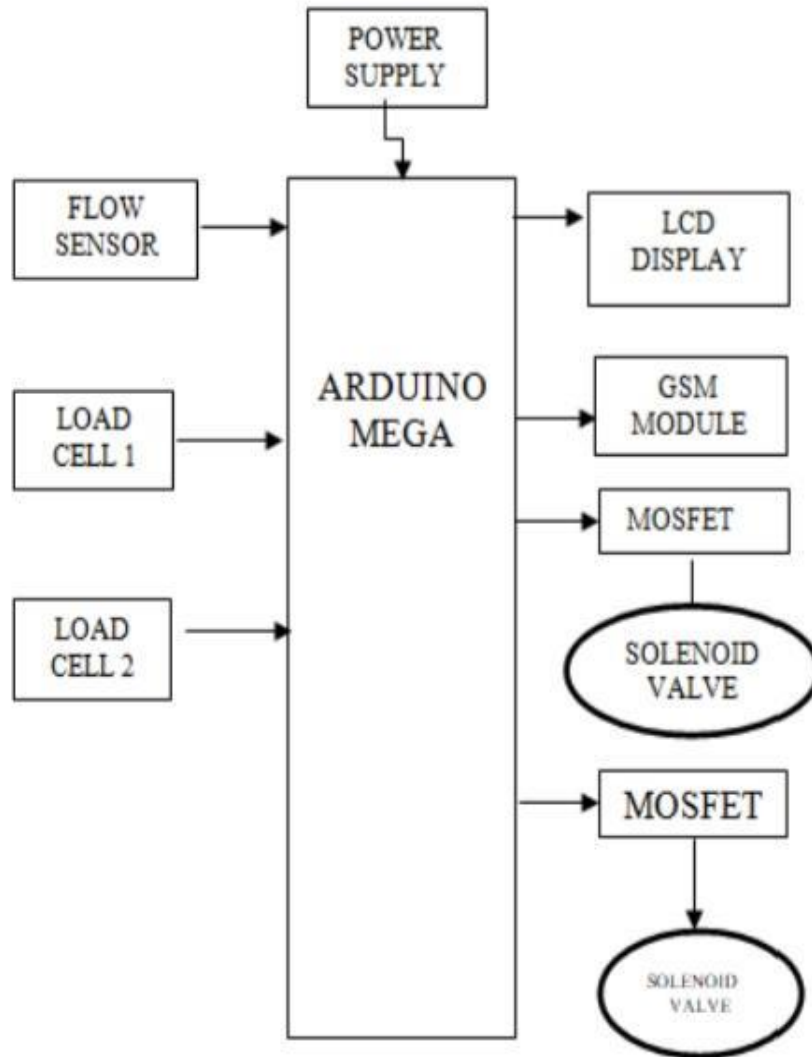 POWER
SUPPLY
FLOW
SENSOR
LCD
DISPLAY
ARDUINO
MEGA
GSM
MODULE
LOAD
CELL 1
MOSFET
LOAD
CELL 2
SOLENOID
VALVE
MOSFET
SOLENOID
VALVE